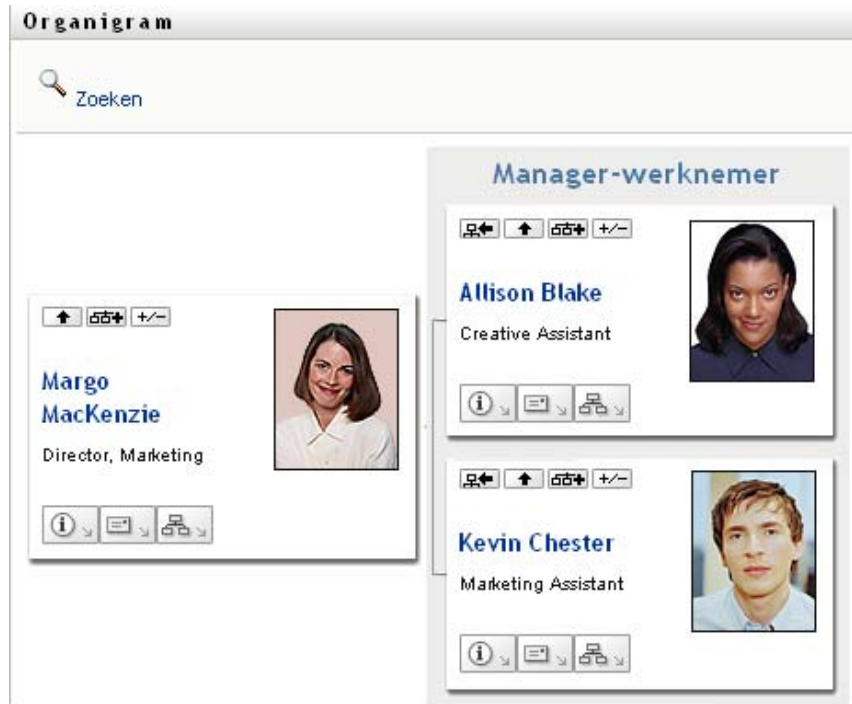 Organigram
Zoeken
Manager-werknemer
+/−
Allison Blake
Creative Assistant
+/−
Margo
MacKenzie
Director, Marketing
+/−
Kevin Chester
Marketing Assistant